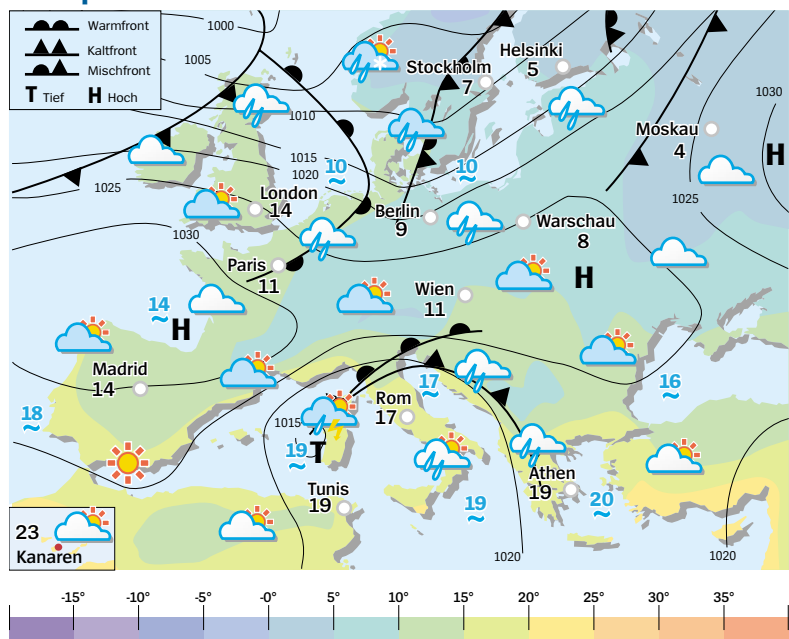 Warmfront
Kaltfront
Mischfront
T Tief H Hoch
1000
1005
1010
1015
1020
1025
1030
Stockholm
7
Helsinki
5
1030
Moskau
4
H
1025
10
10
London
14
Berlin
9
Warschau
8
Paris
11
H
14
H
Wien
11
Madrid
14
18
17
16
Rom
17
1015
19
T
Athen
19
20
Tunis
19
19
1020
1020
23
Kanaren
-15° -10° -5° -0° 5° 10° 15° 20° 25° 30° 35°